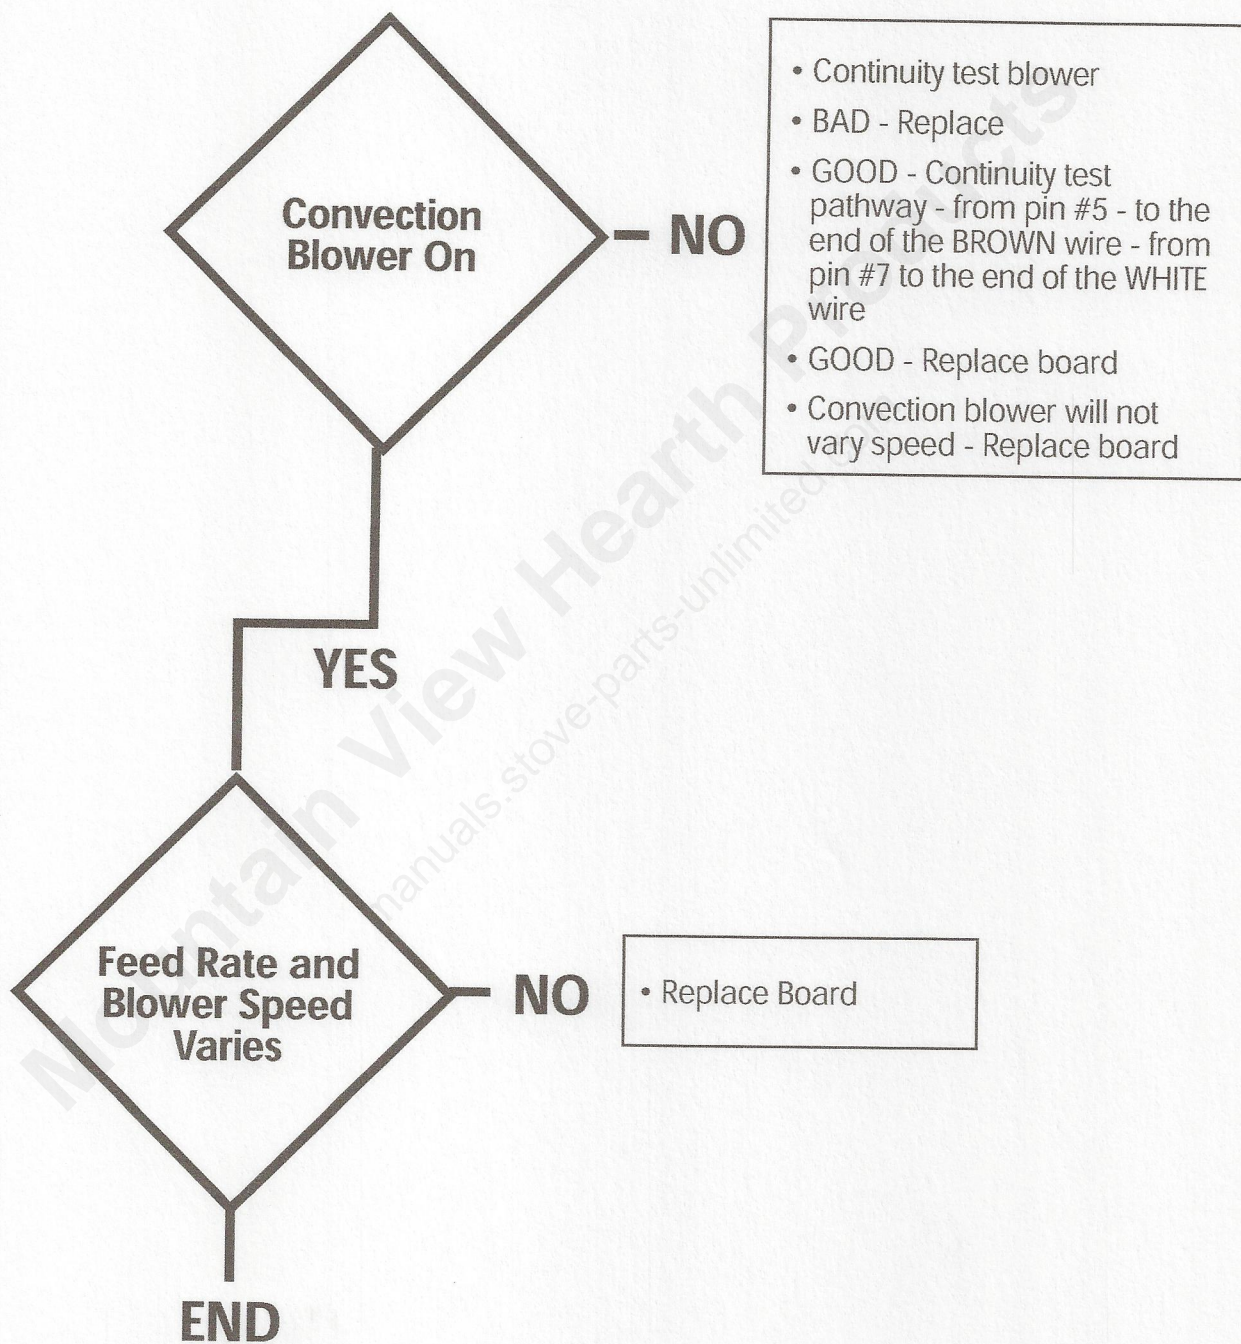 Convection
Blower On
NO
• Continuity test blower
• BAD - Replace
• GOOD - Continuity test
pathway - from pin #5 - to the
end of the BROWN wire - from
pin #7 to the end of the WHITE
wire
• GOOD - Replace board
• Convection blower will not
vary speed - Replace board
YES
Feed Rate and
Blower Speed
Varies
NO
• Replace Board
END
Mountain View Hearth Products
manuals.stove-parts-unlimited.com